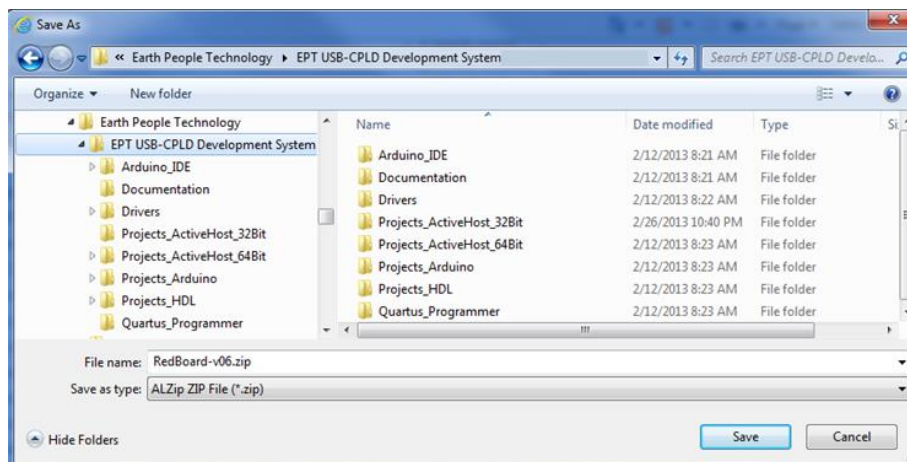 Save As
« Earth People Technology ▸ EPT USB-CPLD Development System
Search EPT USB-CPLD Develo...
Organize ▾ New folder
Earth People Technology
EPT USB-CPLD Development System
Arduino_IDE
Documentation
Drivers
Projects_ActiveHost_32Bit
Projects_ActiveHost_64Bit
Projects_Arduino
Projects_HDL
Quartus_Programmer
Name Date modified Type Si
Arduino_IDE 2/12/2013 8:21 AM File folder
Documentation 2/12/2013 8:21 AM File folder
Drivers 2/12/2013 8:22 AM File folder
Projects_ActiveHost_32Bit 2/26/2013 10:40 PM File folder
Projects_ActiveHost_64Bit 2/12/2013 8:23 AM File folder
Projects_Arduino 2/12/2013 8:23 AM File folder
Projects_HDL 2/12/2013 8:23 AM File folder
Quartus_Programmer 2/12/2013 8:23 AM File folder
File name: RedBoard-v06.zip
Save as type: ALZip ZIP File (*.zip)
Hide Folders Save Cancel